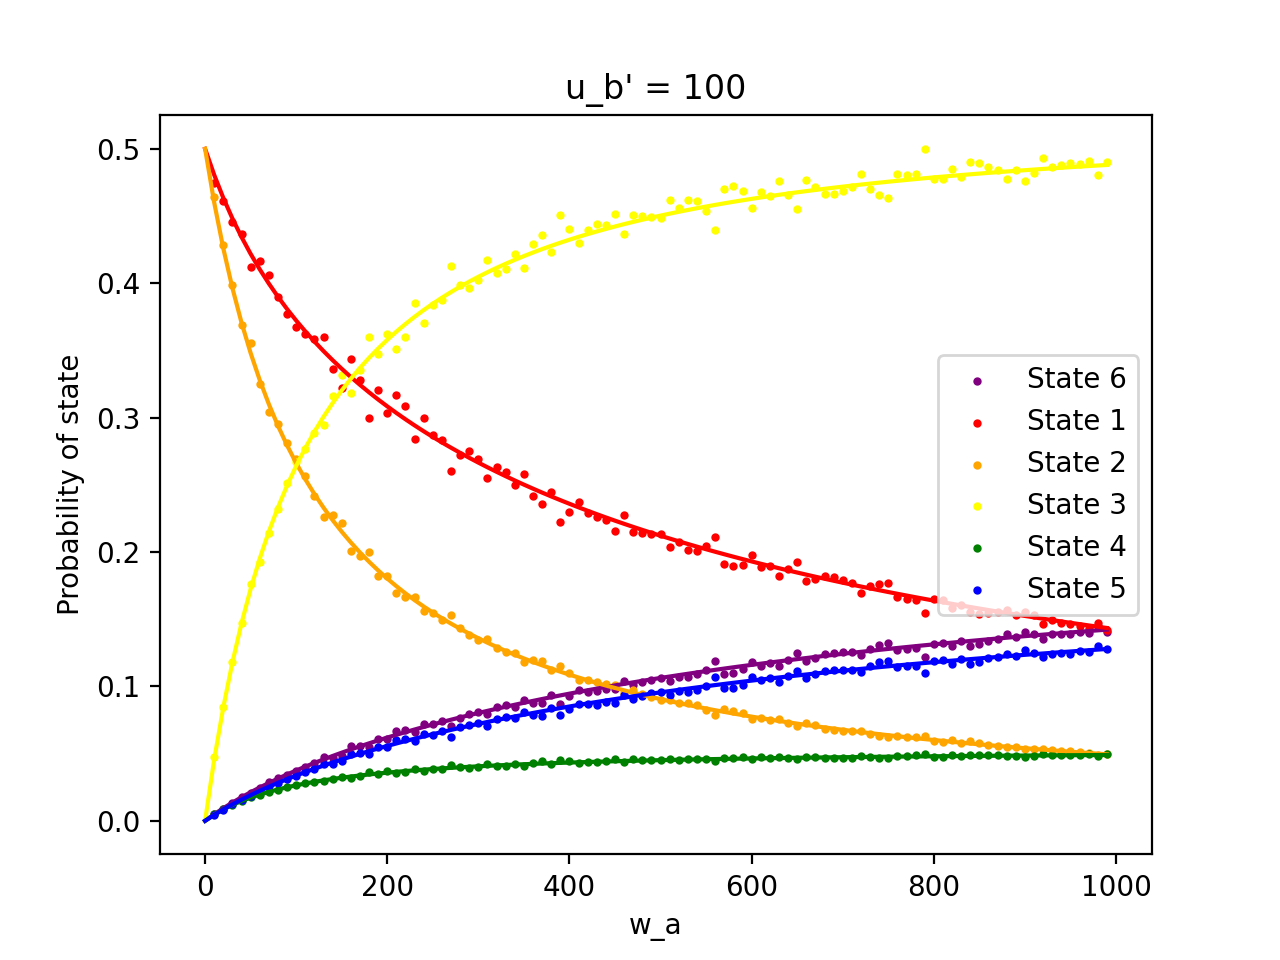 u_b' = 100
Probability of state
0.5
0.4
0.3
0.2
0.1
0.0
State 6
State 1
State 2
State 3
State 4
State 5
0 200 400 600 800 1000
w_a